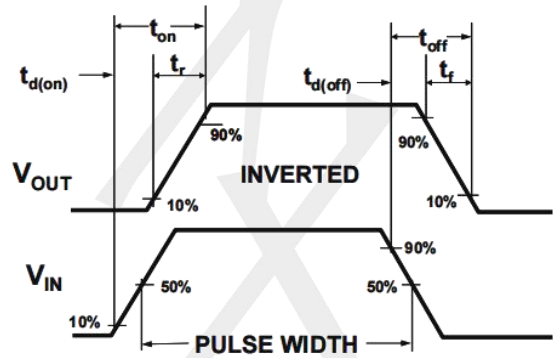 ton toff
tr tf
td(on) td(off)
90% 90%
VOUT INVERTED
10% 10%
90%
VIN 50% 50%
10%
PULSE WIDTH